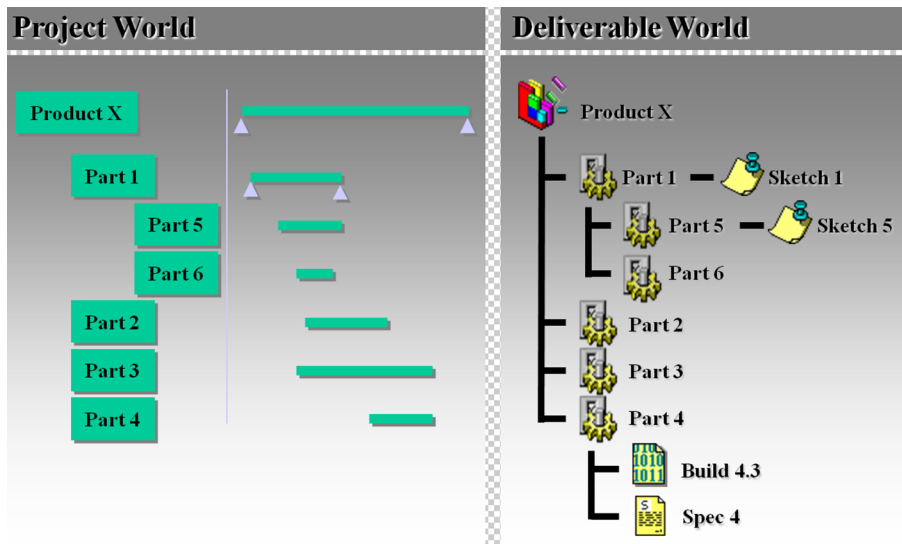 Project World
Product X
Part 1
Part 5
Part 6
Part 2
Part 3
Part 4
Deliverable World
Product X
Part 1
Sketch 1
Part 5
Sketch 5
Part 6
Part 2
Part 3
Part 4
1010
1011
Build 4.3
S
Spec 4